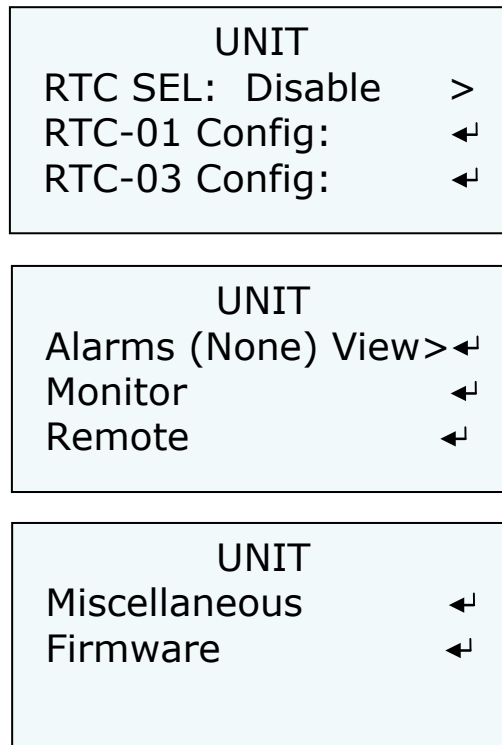 UNIT
RTC SEL: Disable >
RTC-01 Config: ↵
RTC-03 Config: ↵
UNIT
Alarms (None) View>↵
Monitor ↵
Remote ↵
UNIT
Miscellaneous ↵
Firmware ↵